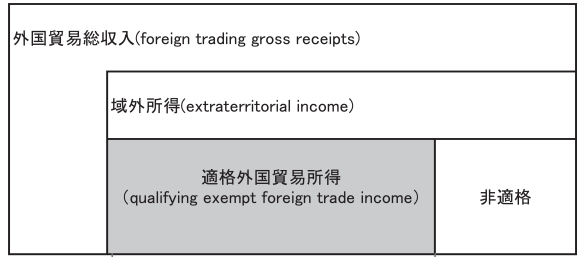 外国貿易総収入(foreign trading gross receipts)
域外所得(extraterritorial income)
適格外国貿易所得
(qualifying exempt foreign trade income)
非適格